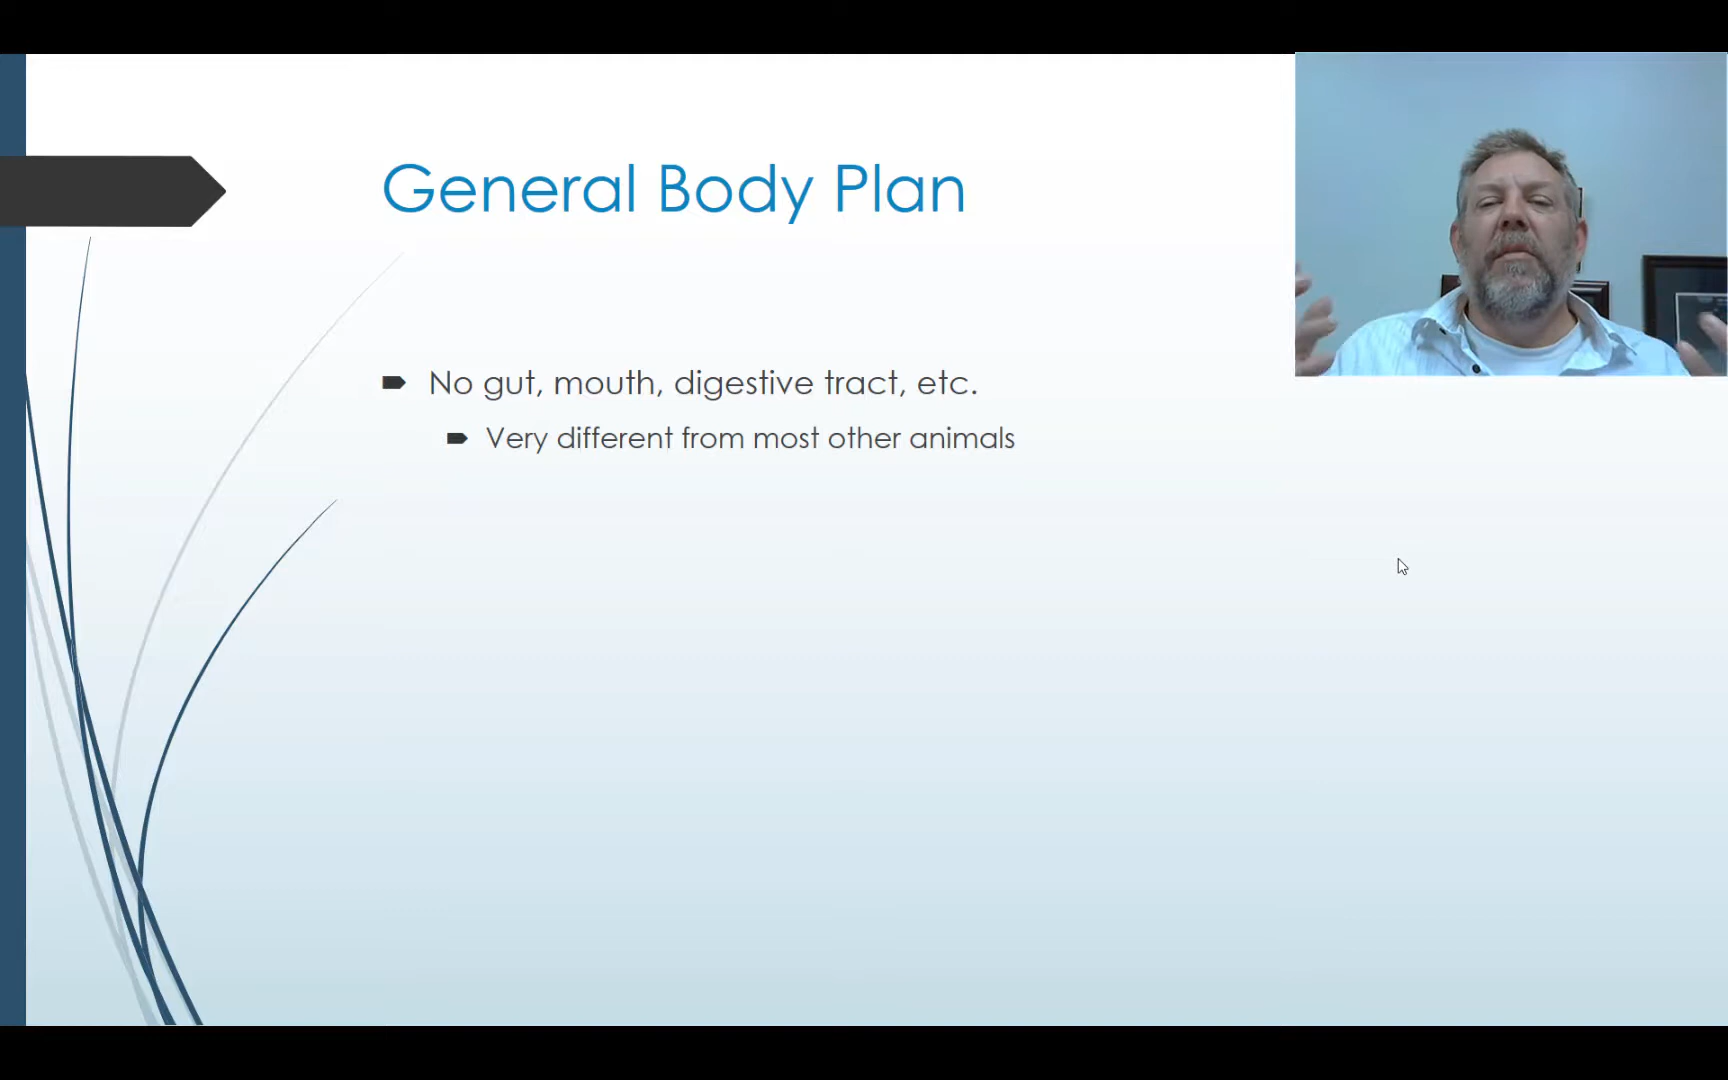 General Body Plan
No gut, mouth, digestive tract, etc.
Very different from most other animals